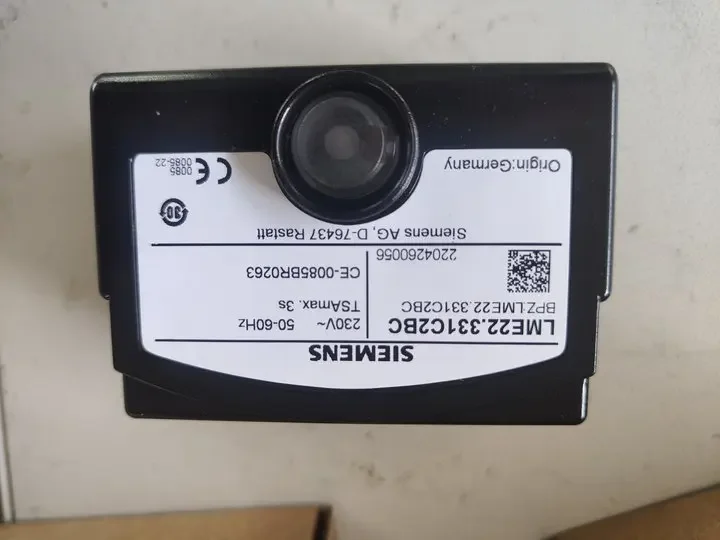 SIEMENS
LME22.331C2BC
BPZ:LME22.331C2BC
2204260056
230V~ 50-60Hz
TSAmax. 3s
CE-0085BR0263
Siemens AG, D-76437 Rastatt
Origin:Germany
30
CE
0085
0085-22